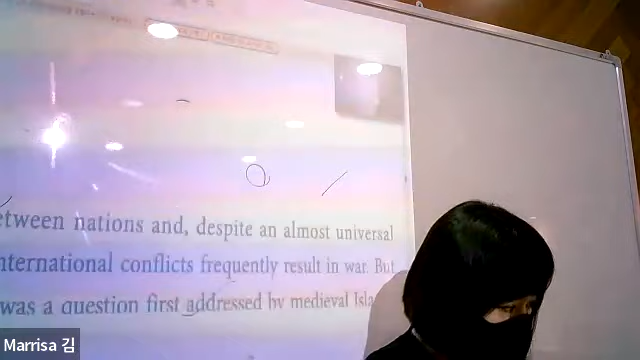 etween nations and, despite an almost universal
nternational conflicts frequently result in war. But
was a question first addressed by medieval Isla
Marrisa 김